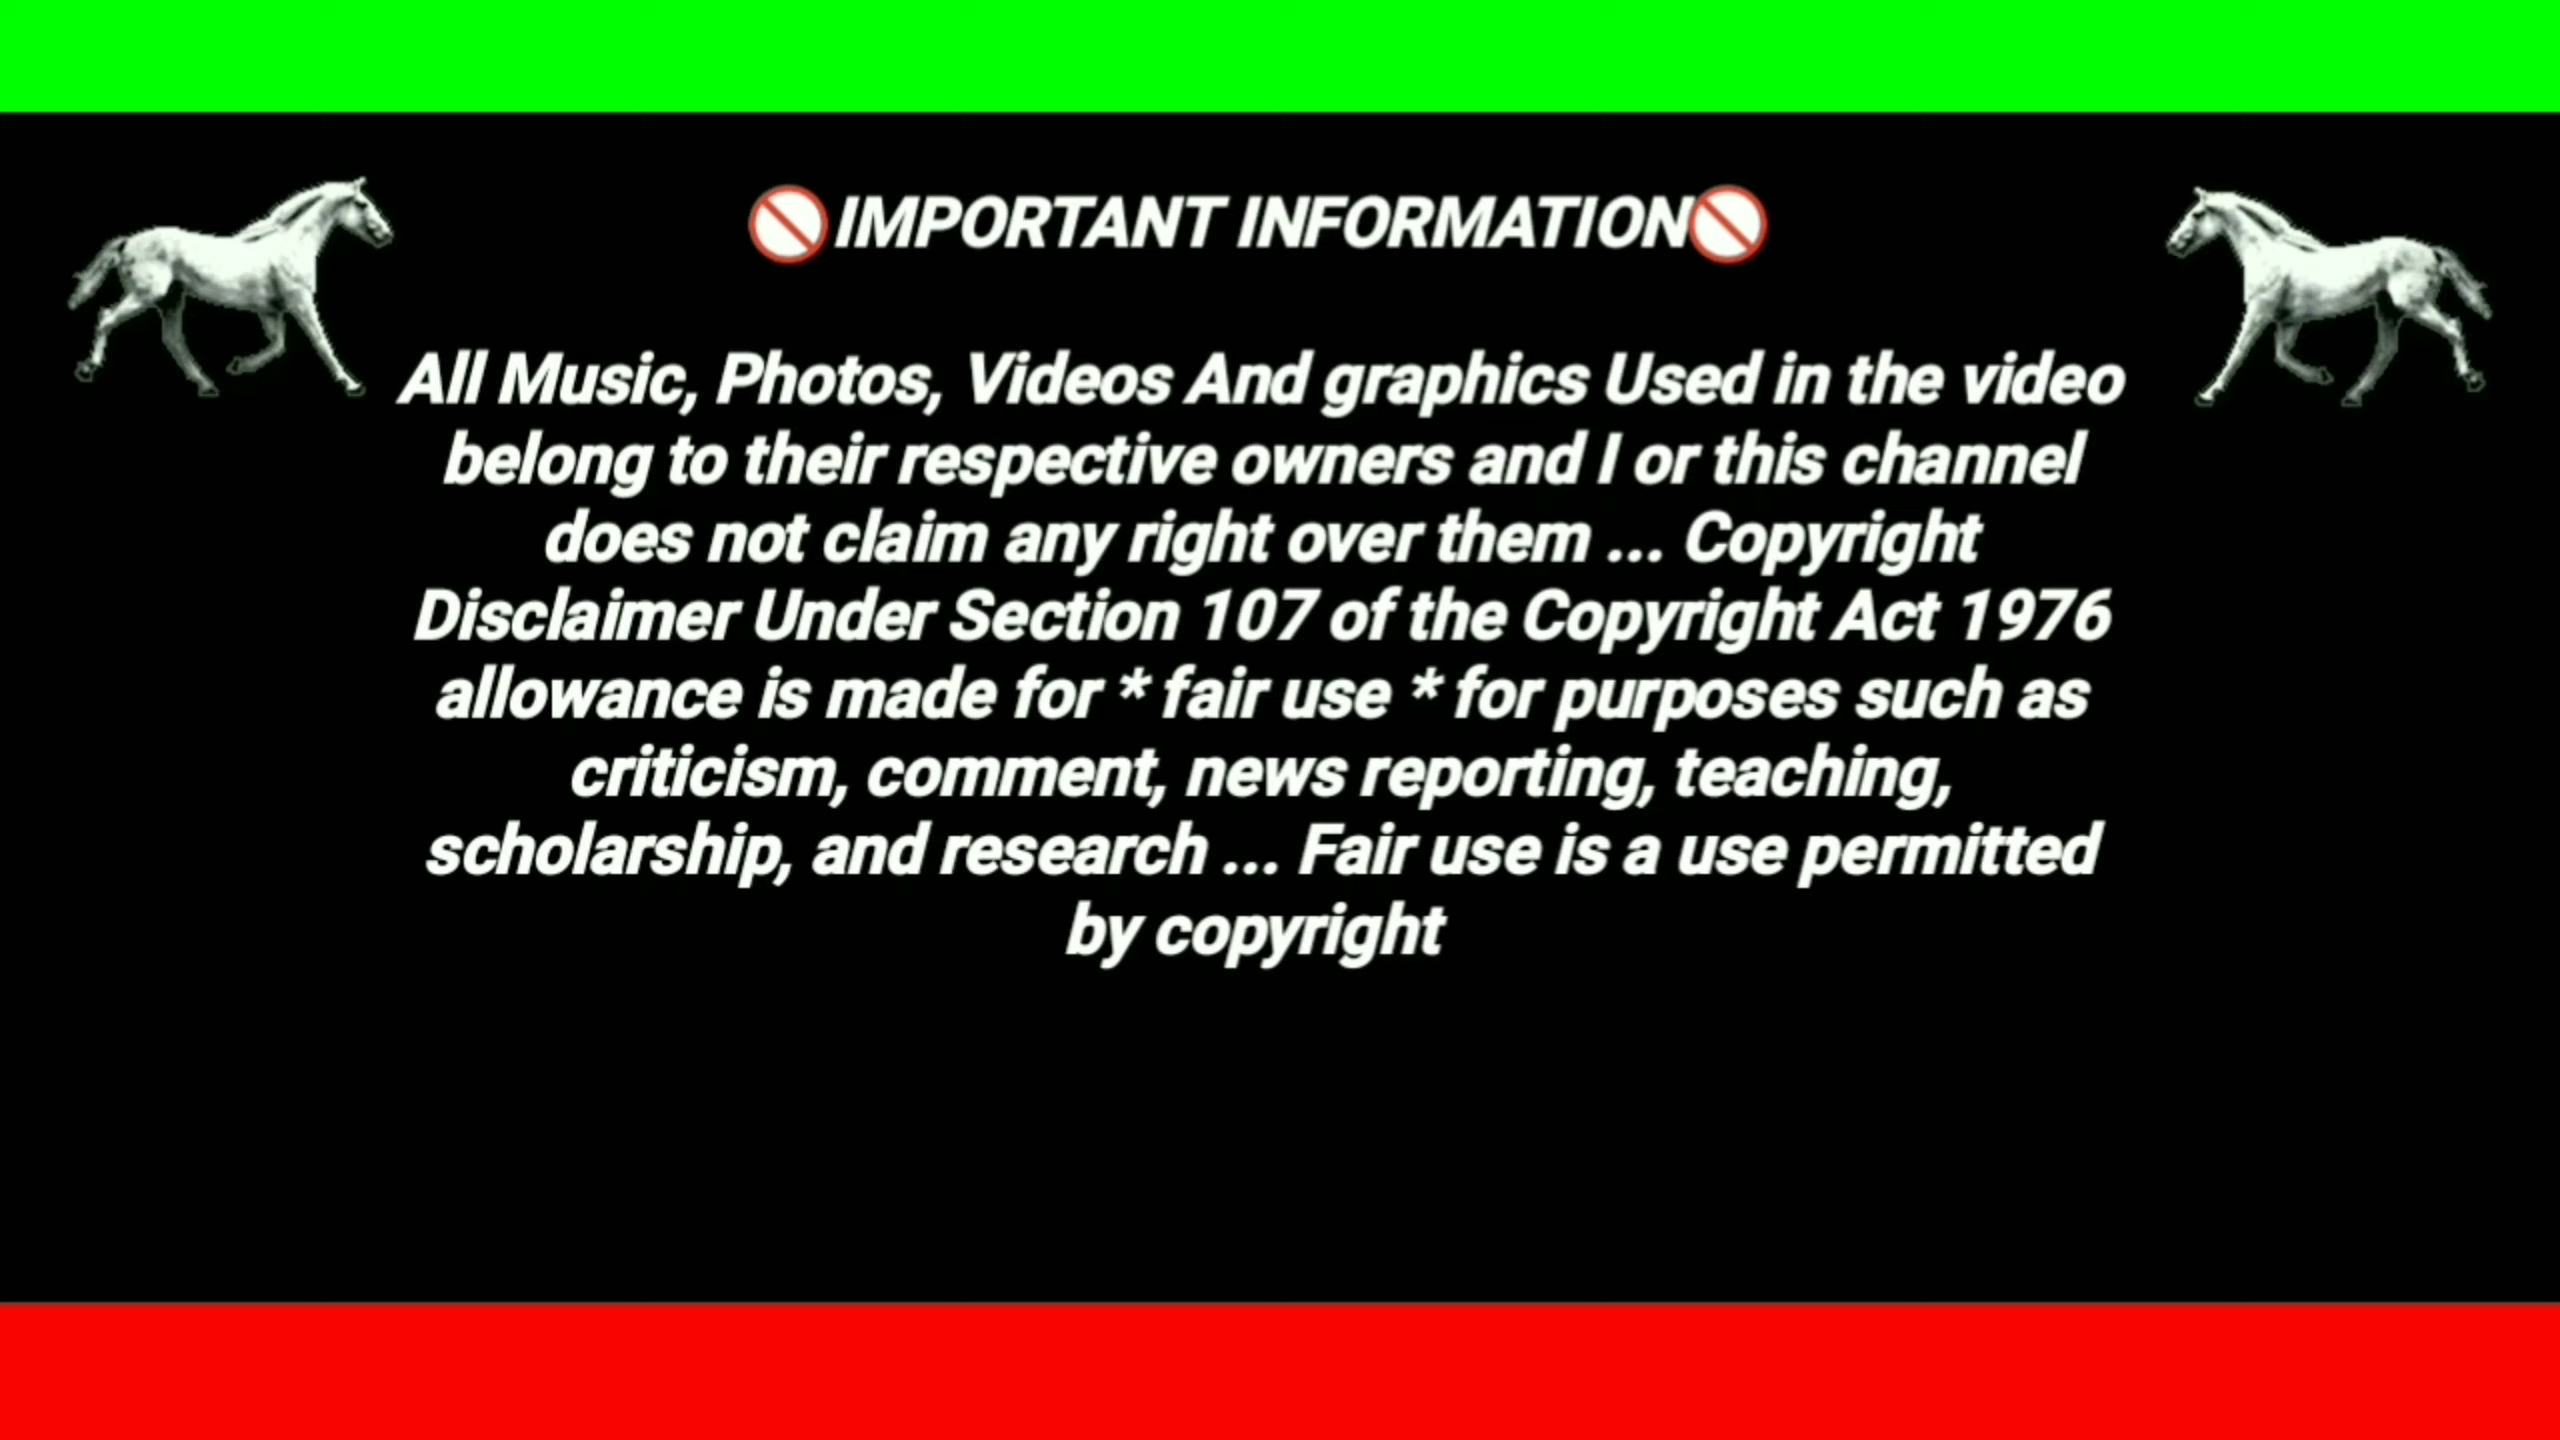 🚫IMPORTANT INFORMATION🚫
All Music, Photos, Videos And graphics Used in the video
belong to their respective owners and I or this channel
does not claim any right over them ... Copyright
Disclaimer Under Section 107 of the Copyright Act 1976
allowance is made for * fair use * for purposes such as
criticism, comment, news reporting, teaching,
scholarship, and research ... Fair use is a use permitted
by copyright